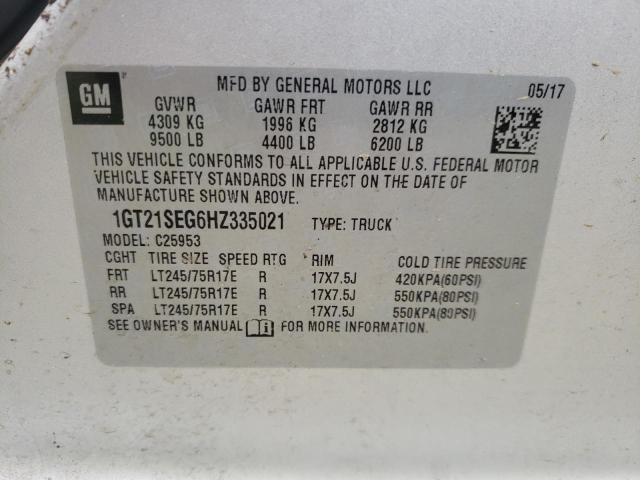 GM
MFD BY GENERAL MOTORS LLC 05/17
GVWR GAWR FRT GAWR RR
4309 KG 1996 KG 2812 KG
9500 LB 4400 LB 6200 LB
THIS VEHICLE CONFORMS TO ALL APPLICABLE U.S. FEDERAL MOTOR
VEHICLE SAFETY STANDARDS IN EFFECT ON THE DATE OF
MANUFACTURE SHOWN ABOVE.
1GT21SEG6HZ335021 TYPE: TRUCK
MODEL: C25953
CGHT TIRE SIZE SPEED RTG RIM COLD TIRE PRESSURE
FRT LT245/75R17E R 17X7.5J 420KPA(60PSI)
RR LT245/75R17E R 17X7.5J 550KPA(80PSI)
SPA LT245/75R17E R 17X7.5J 550KPA(80PSI)
SEE OWNER'S MANUAL FOR MORE INFORMATION.